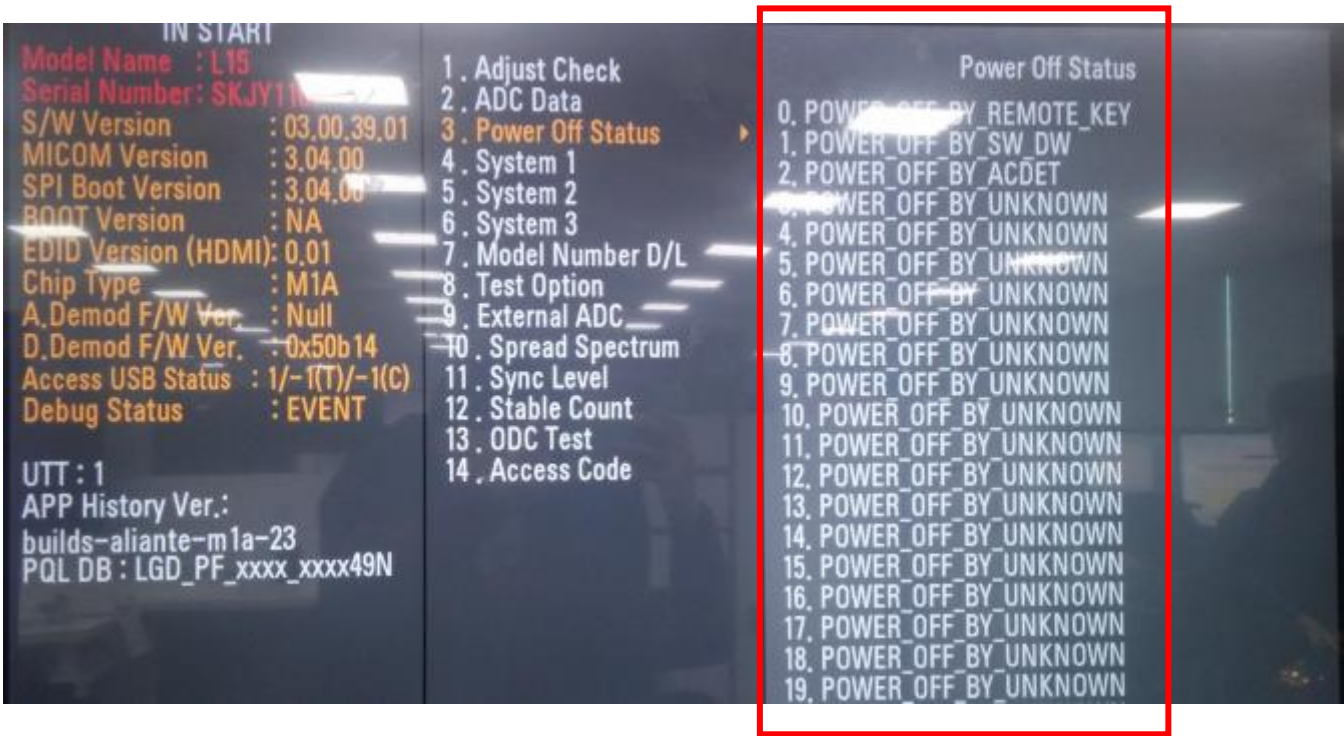 IN START
Model Name : L15
Serial Number: SKJY11
S/W Version : 03.00.39.01
MICOM Version : 3.04.00
SPI Boot Version : 3.04.00
BOOT Version : NA
EDID Version (HDMI): 0.01
Chip Type : M1A
A.Demod F/W Ver. : Null
D.Demod F/W Ver. : 0x50b14
Access USB Status : 1/-1(T)/-1(C)
Debug Status : EVENT
UTT : 1
APP History Ver.:
builds-aliante-m1a-23
PQL DB : LGD_PF_xxxx_xxxx49N
1 . Adjust Check
2 . ADC Data
3 . Power Off Status
4 . System 1
5 . System 2
6 . System 3
7 . Model Number D/L
8 . Test Option
9 . External ADC
10 . Spread Spectrum
11 . Sync Level
12 . Stable Count
13 . ODC Test
14 . Access Code
Power Off Status
0. POWER_OFF_BY_REMOTE_KEY
1. POWER_OFF_BY_SW_DW
2. POWER_OFF_BY_ACDET
3. POWER_OFF_BY_UNKNOWN
4. POWER_OFF_BY_UNKNOWN
5. POWER_OFF_BY_UNKNOWN
6. POWER_OFF_BY_UNKNOWN
7. POWER_OFF_BY_UNKNOWN
8. POWER_OFF_BY_UNKNOWN
9. POWER_OFF_BY_UNKNOWN
10. POWER_OFF_BY_UNKNOWN
11. POWER_OFF_BY_UNKNOWN
12. POWER_OFF_BY_UNKNOWN
13. POWER_OFF_BY_UNKNOWN
14. POWER_OFF_BY_UNKNOWN
15. POWER_OFF_BY_UNKNOWN
16. POWER_OFF_BY_UNKNOWN
17. POWER_OFF_BY_UNKNOWN
18. POWER_OFF_BY_UNKNOWN
19. POWER_OFF_BY_UNKNOWN